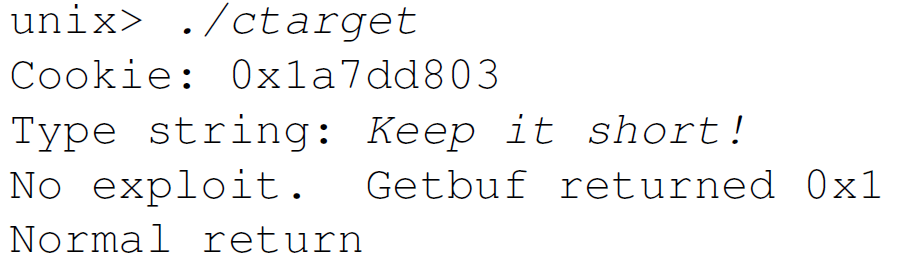 unix> ./ctarget
Cookie: 0x1a7dd803
Type string: Keep it short!
No exploit.  Getbuf returned 0x1
Normal return